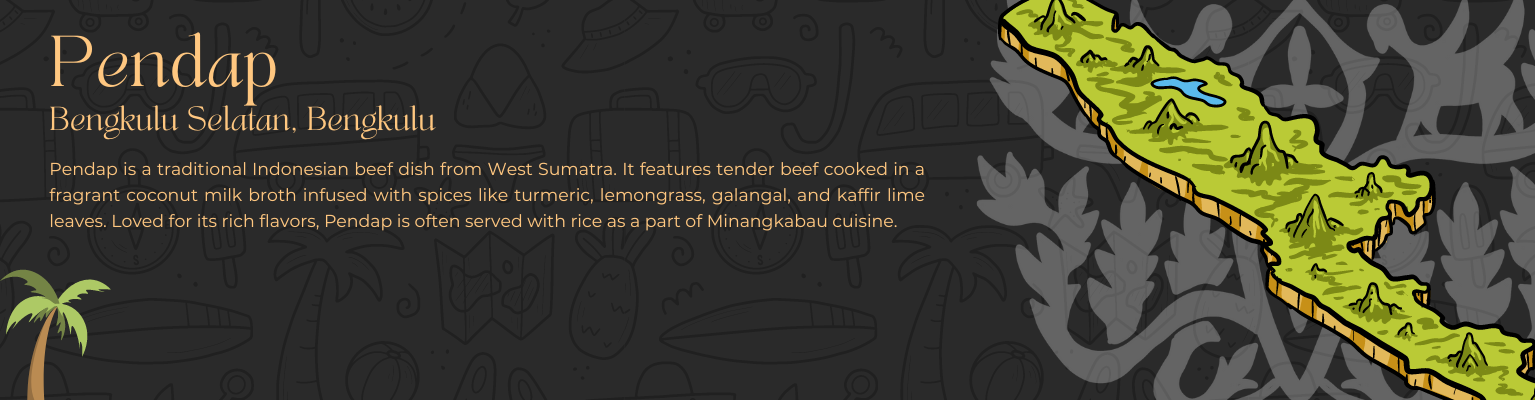 Pendap
Bengkulu Selatan, Bengkulu
Pendap is a traditional Indonesian beef dish from West Sumatra. It features tender beef cooked in a
fragrant coconut milk broth infused with spices like turmeric, lemongrass, galangal, and kaffir lime
leaves. Loved for its rich flavors, Pendap is often served with rice as a part of Minangkabau cuisine.